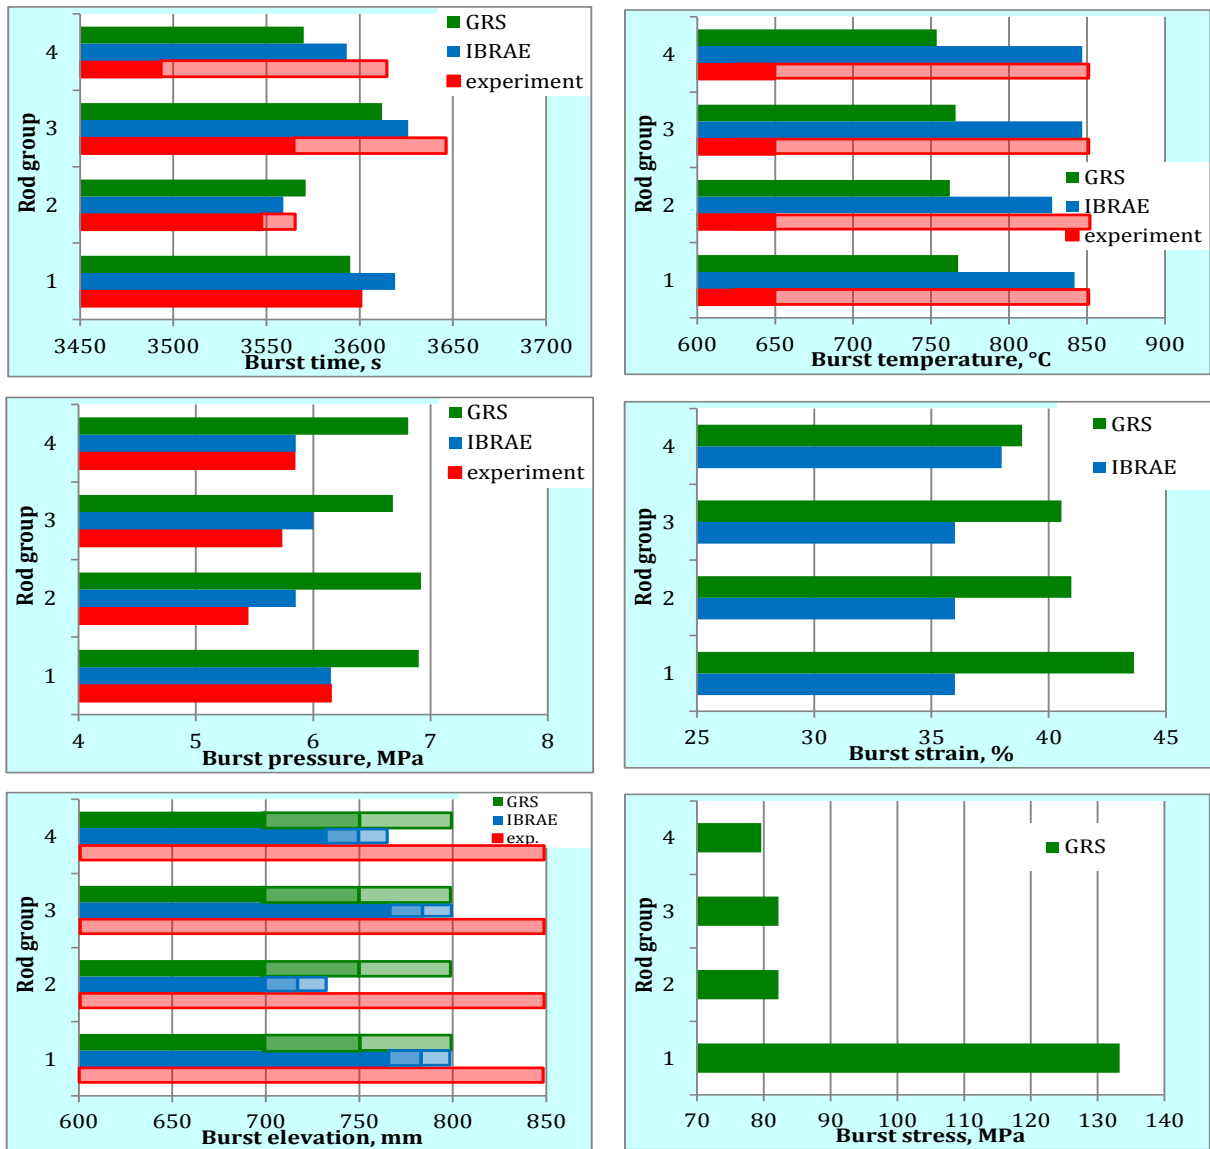 GRS
IBRAE
experiment
Rod group
4
3
2
1
3450 3500 3550 3600 3650 3700
Burst time, s
GRS
IBRAE
experiment
Rod group
4
3
2
1
600 650 700 750 800 850 900
Burst temperature, °C
GRS
IBRAE
experiment
Rod group
4
3
2
1
4 5 6 7 8
Burst pressure, MPa
GRS
IBRAE
Rod group
4
3
2
1
25 30 35 40 45
Burst strain, %
GRS
IBRAE
exp.
Rod group
4
3
2
1
600 650 700 750 800 850
Burst elevation, mm
GRS
Rod group
4
3
2
1
70 80 90 100 110 120 130 140
Burst stress, MPa